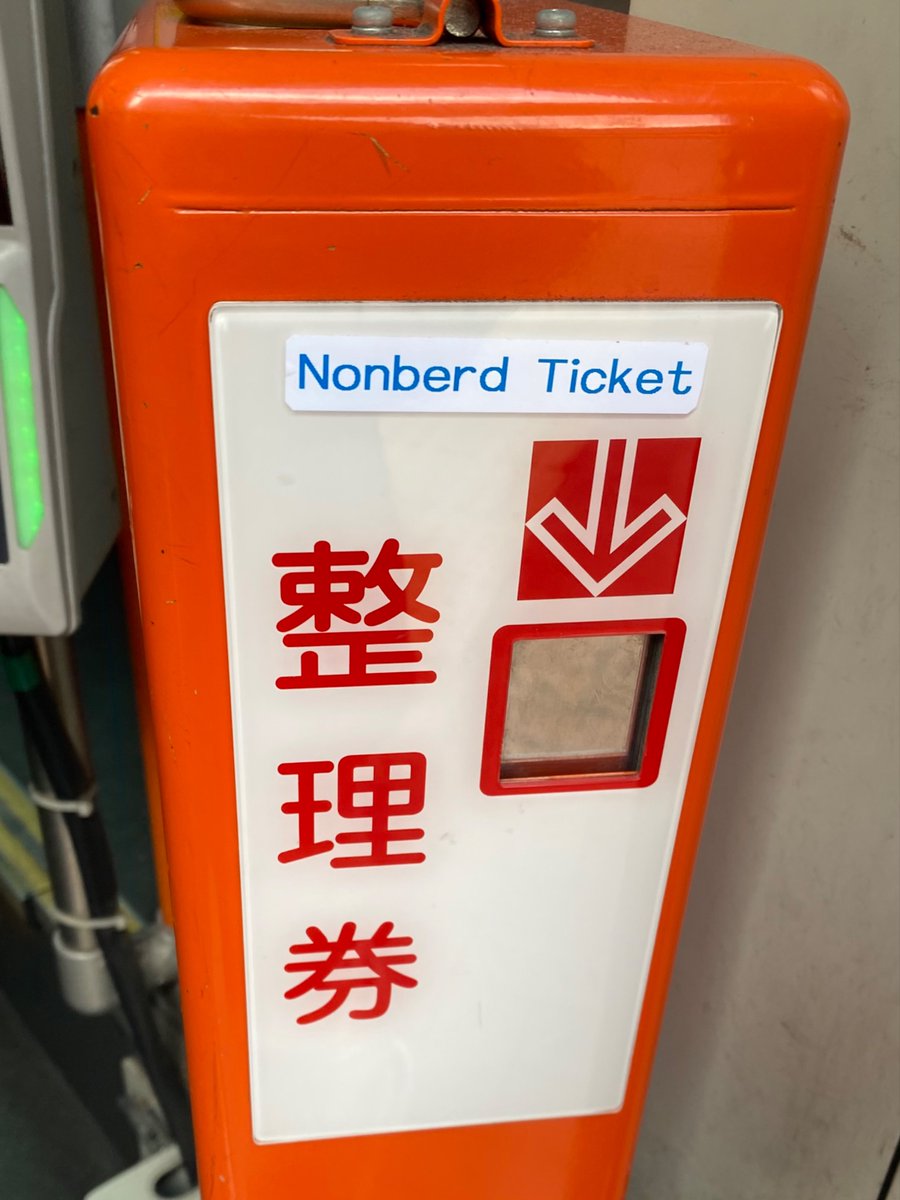 Nonberd Ticket
整理券